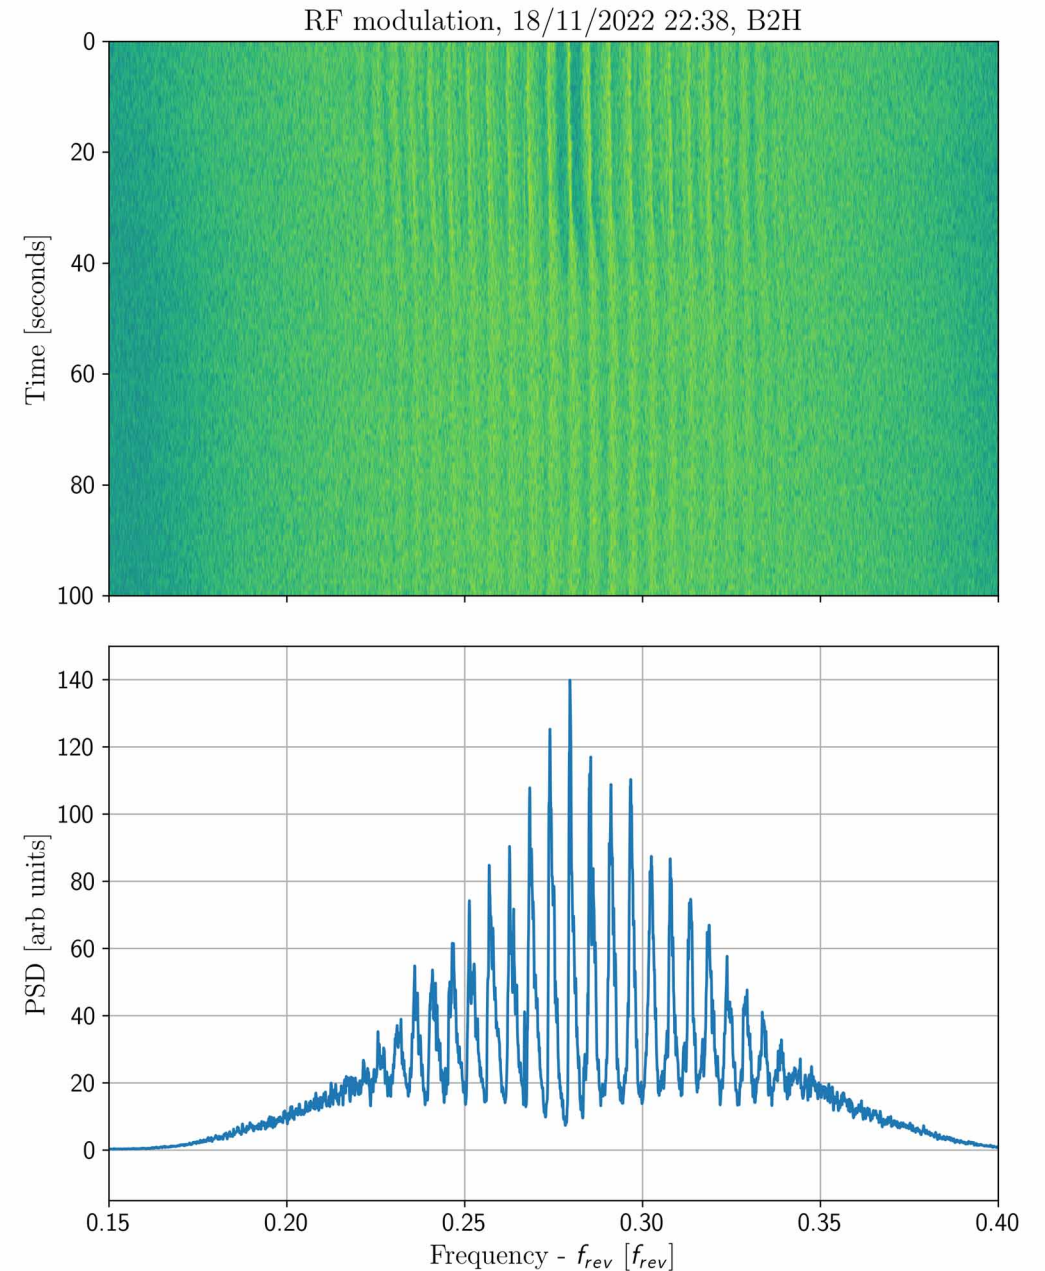 RF modulation, 18/11/2022 22:38, B2H
0
20
40
60
80
100
Time [seconds]
140
120
100
80
60
40
20
0
PSD [arb units]
0.15 0.20 0.25 0.30 0.35 0.40
Frequency - f_rev [f_rev]